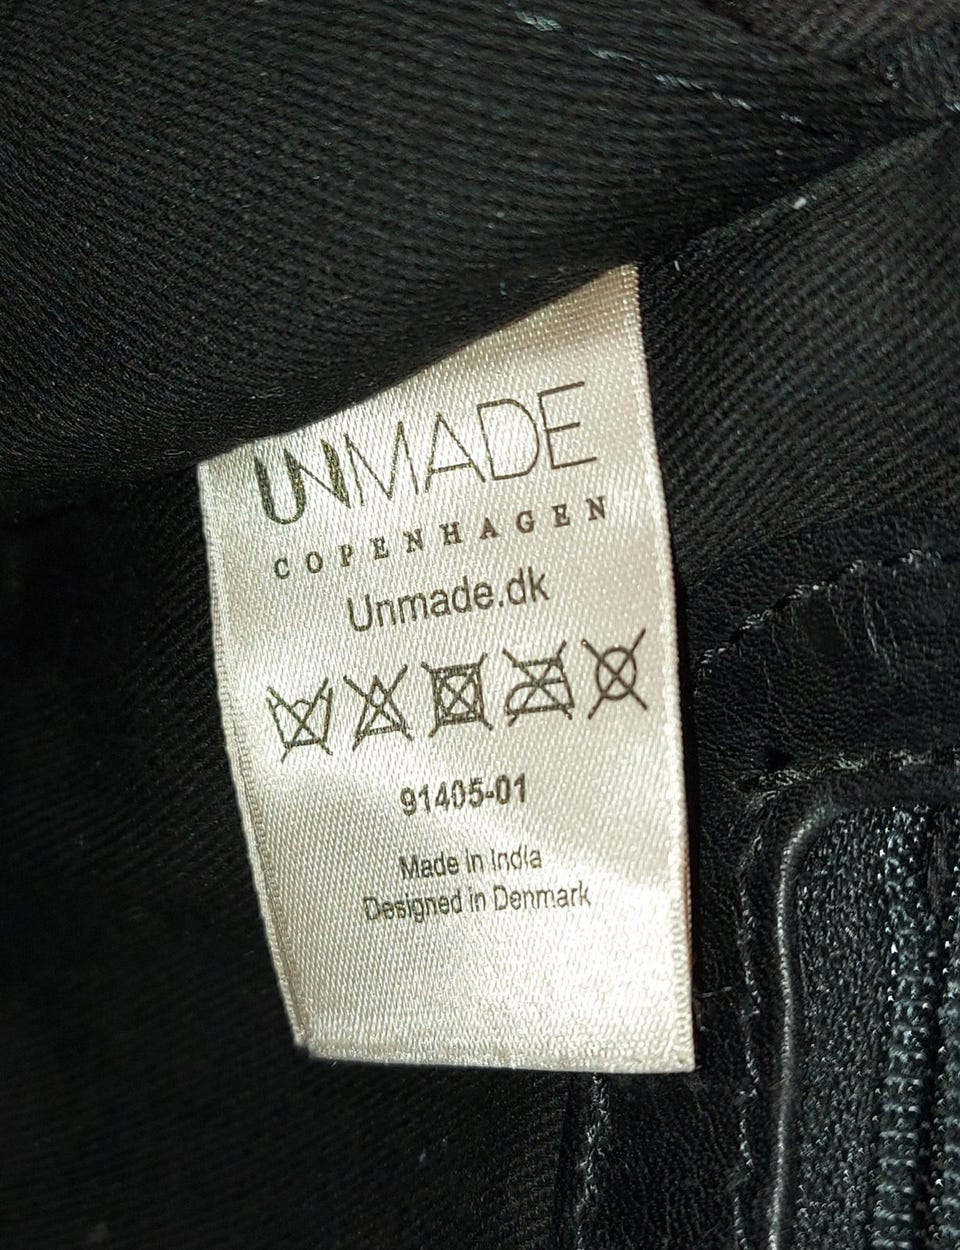 UNMADE
COPENHAGEN
Unmade.dk
91405-01
Made in India
Designed in Denmark